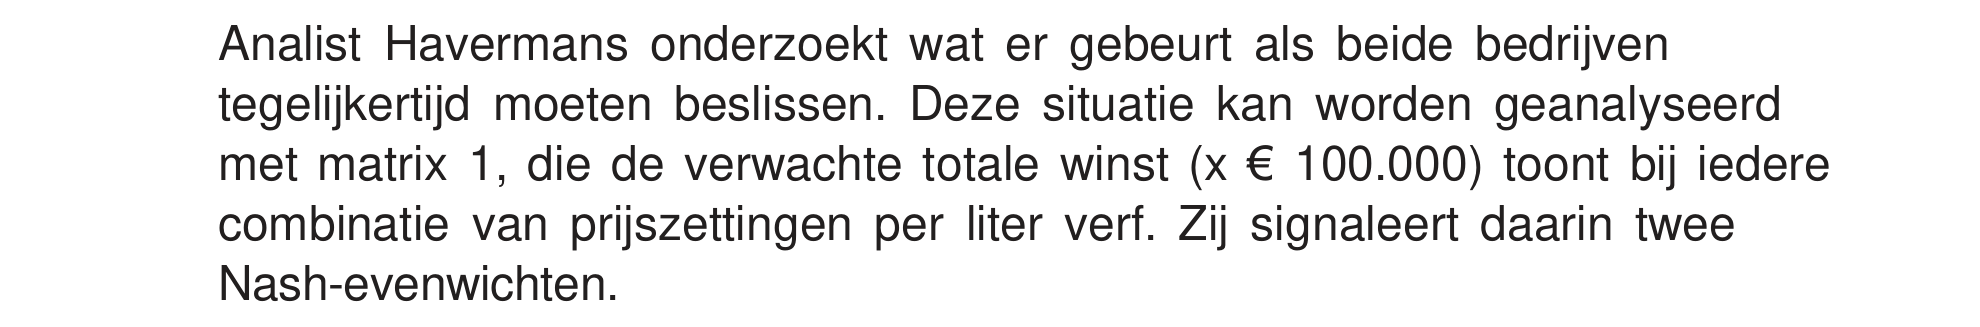 Analist Havermans onderzoekt wat er gebeurt als beide bedrijven
tegelijkertijd moeten beslissen. Deze situatie kan worden geanalyseerd
met matrix 1, die de verwachte totale winst (x € 100.000) toont bij iedere
combinatie van prijszettingen per liter verf. Zij signaleert daarin twee
Nash-evenwichten.